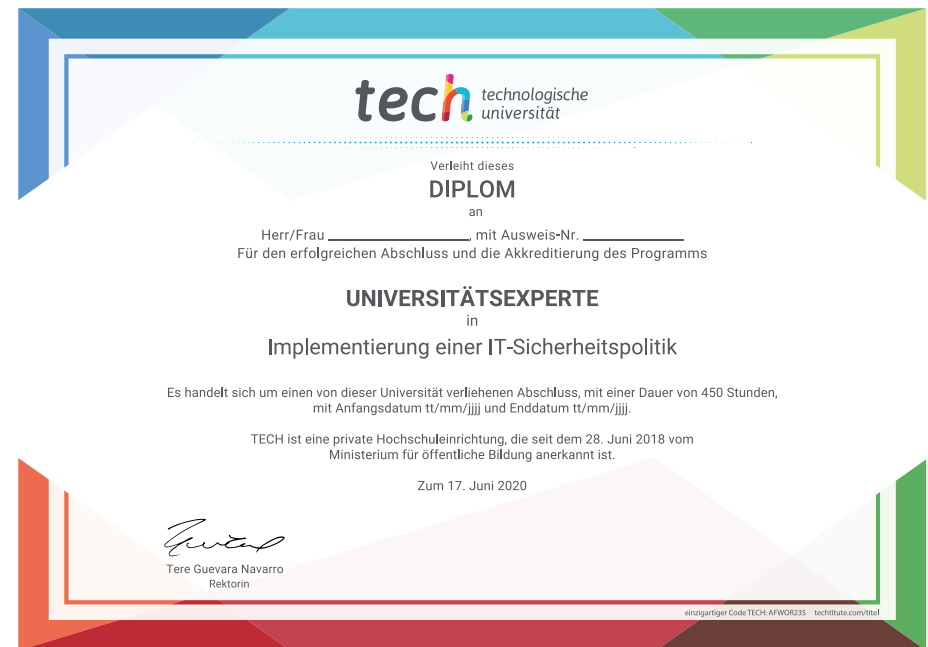 tech technologische
universität
Verleiht dieses
DIPLOM
an
Herr/Frau ____________, mit Ausweis-Nr. ____________
Für den erfolgreichen Abschluss und die Akkreditierung des Programms
UNIVERSITÄTSEXPERTE
in
Implementierung einer IT-Sicherheitspolitik
Es handelt sich um einen von dieser Universität verliehenen Abschluss, mit einer Dauer von 450 Stunden,
mit Anfangsdatum tt/mm/jjjj und Enddatum tt/mm/jjjj.
TECH ist eine private Hochschuleinrichtung, die seit dem 28. Juni 2018 vom
Ministerium für öffentliche Bildung anerkannt ist.
Zum 17. Juni 2020
Tere Guevara Navarro
Rektorin
einzigartiger Code TECH: AFWOR23S techtitute.com/titel